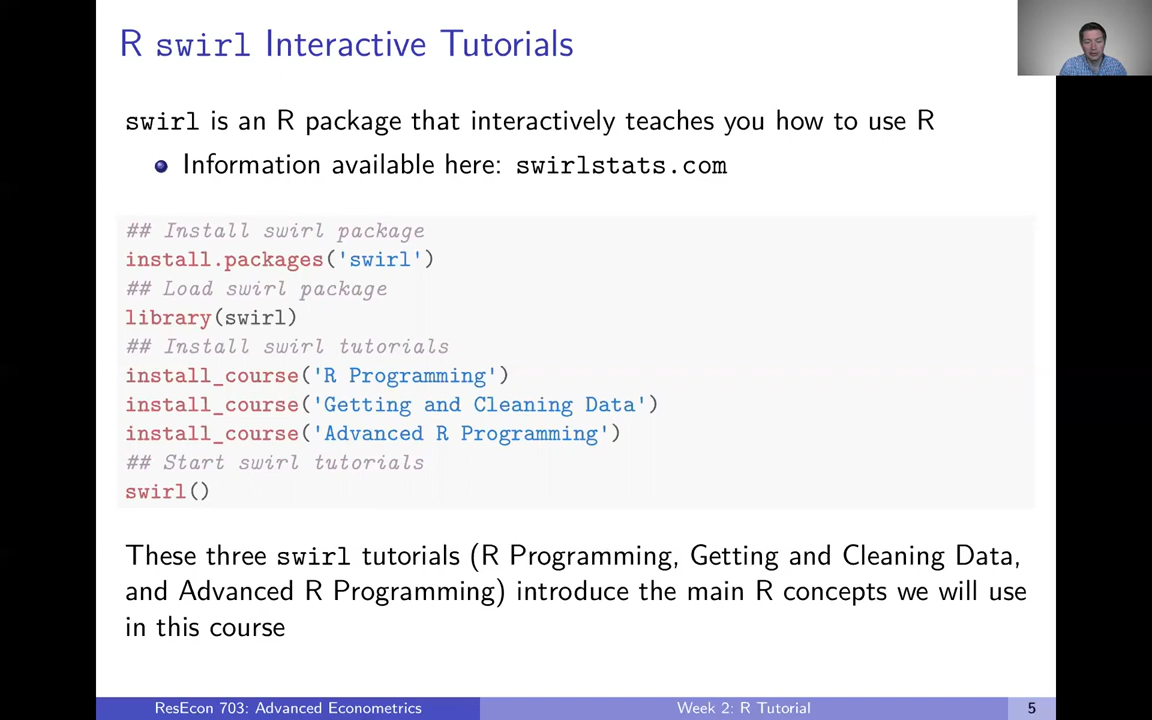 R swirl Interactive Tutorials
swirl is an R package that interactively teaches you how to use R
Information available here: swirlstats.com
## Install swirl package
install.packages('swirl')
## Load swirl package
library(swirl)
## Install swirl tutorials
install_course('R Programming')
install_course('Getting and Cleaning Data')
install_course('Advanced R Programming')
## Start swirl tutorials
swirl()
These three swirl tutorials (R Programming, Getting and Cleaning Data,
and Advanced R Programming) introduce the main R concepts we will use
in this course
ResEcon 703: Advanced Econometrics
Week 2: R Tutorial
5